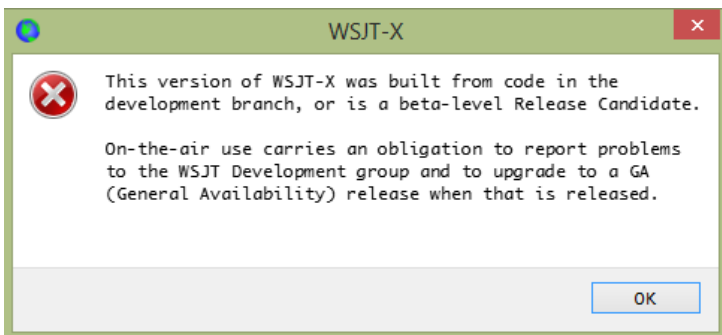 WSJT-X
This version of WSJT-X was built from code in the
development branch, or is a beta-level Release Candidate.
On-the-air use carries an obligation to report problems
to the WSJT Development group and to upgrade to a GA
(General Availability) release when that is released.
OK